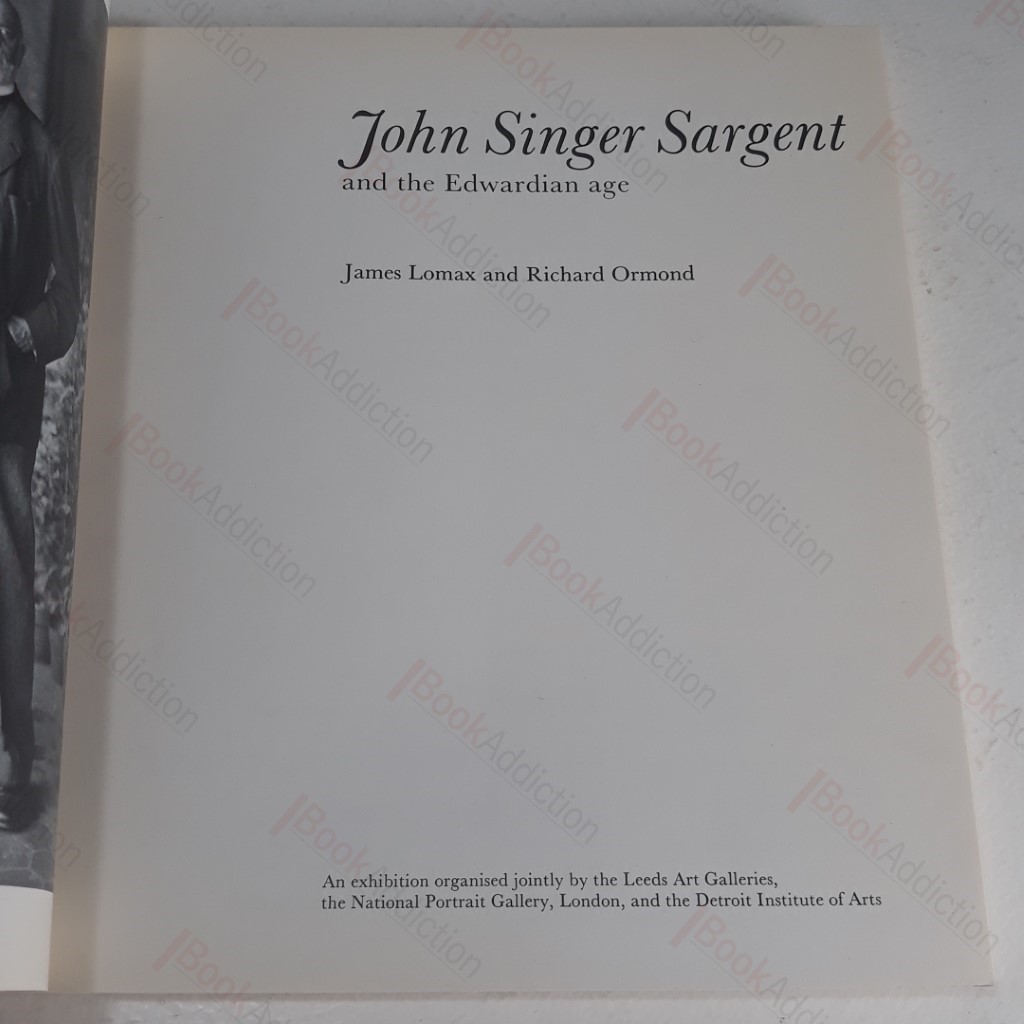 John Singer Sargent
and the Edwardian age
James Lomax and Richard Ormond
An exhibition organised jointly by the Leeds Art Galleries,
the National Portrait Gallery, London, and the Detroit Institute of Arts
BookAddiction